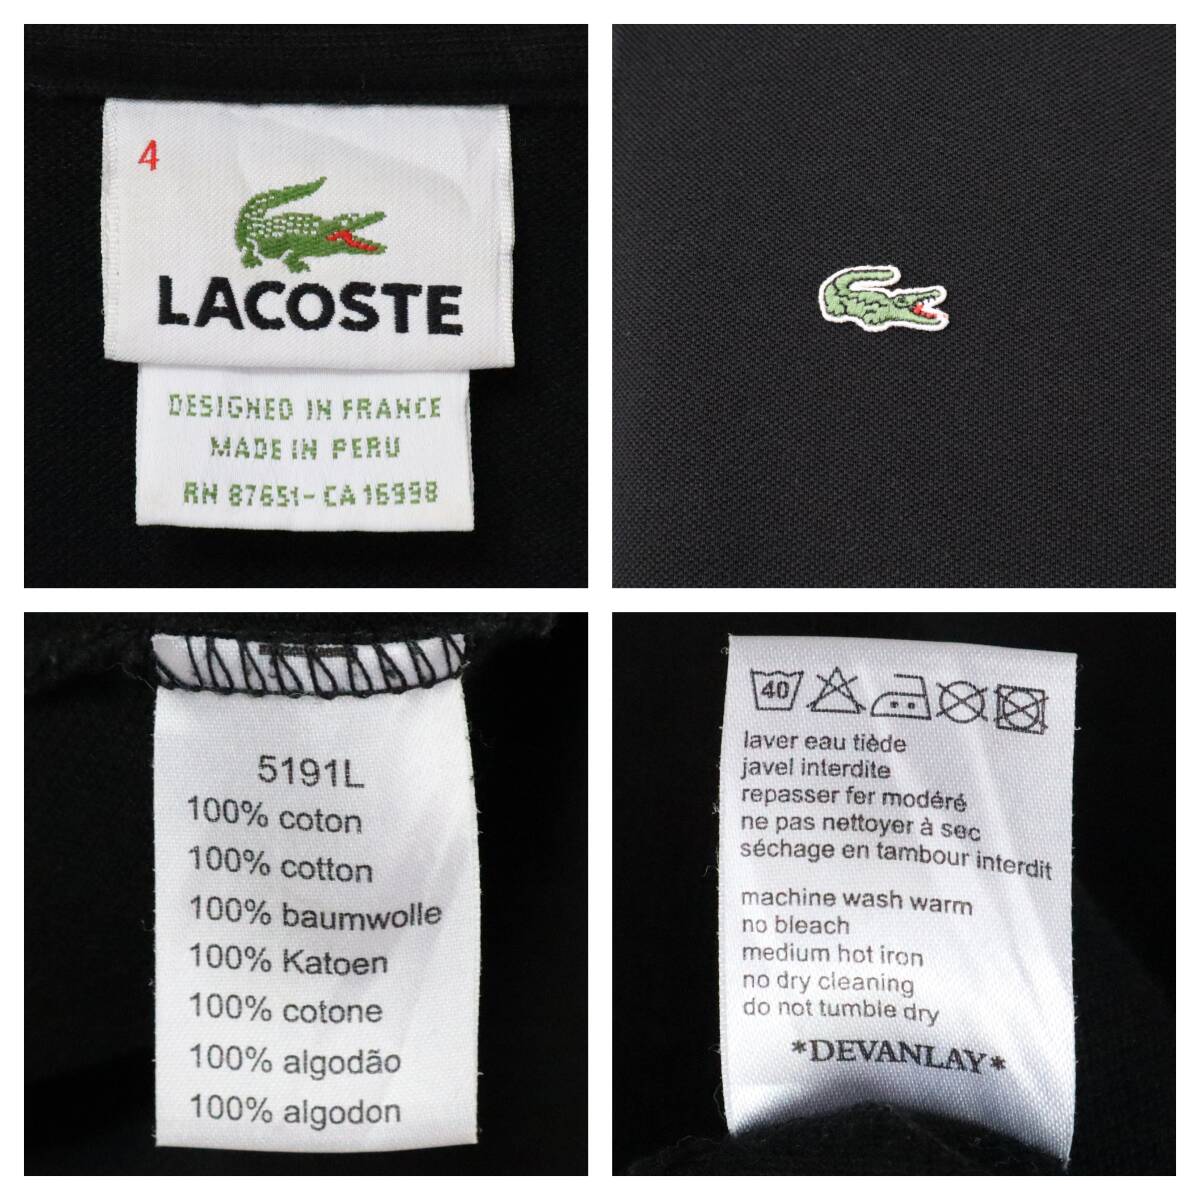 4
LACOSTE
DESIGNED IN FRANCE
MADE IN PERU
RN 87651-CA 16998
5191L
100% coton
100% cotton
100% baumwolle
100% Katoen
100% cotone
100% algodão
100% algodon
40
laver eau tiède
javel interdite
repasser fer modéré
ne pas nettoyer à sec
séchage en tambour interdit
machine wash warm
no bleach
medium hot iron
no dry cleaning
do not tumble dry
*DEVANLAY*